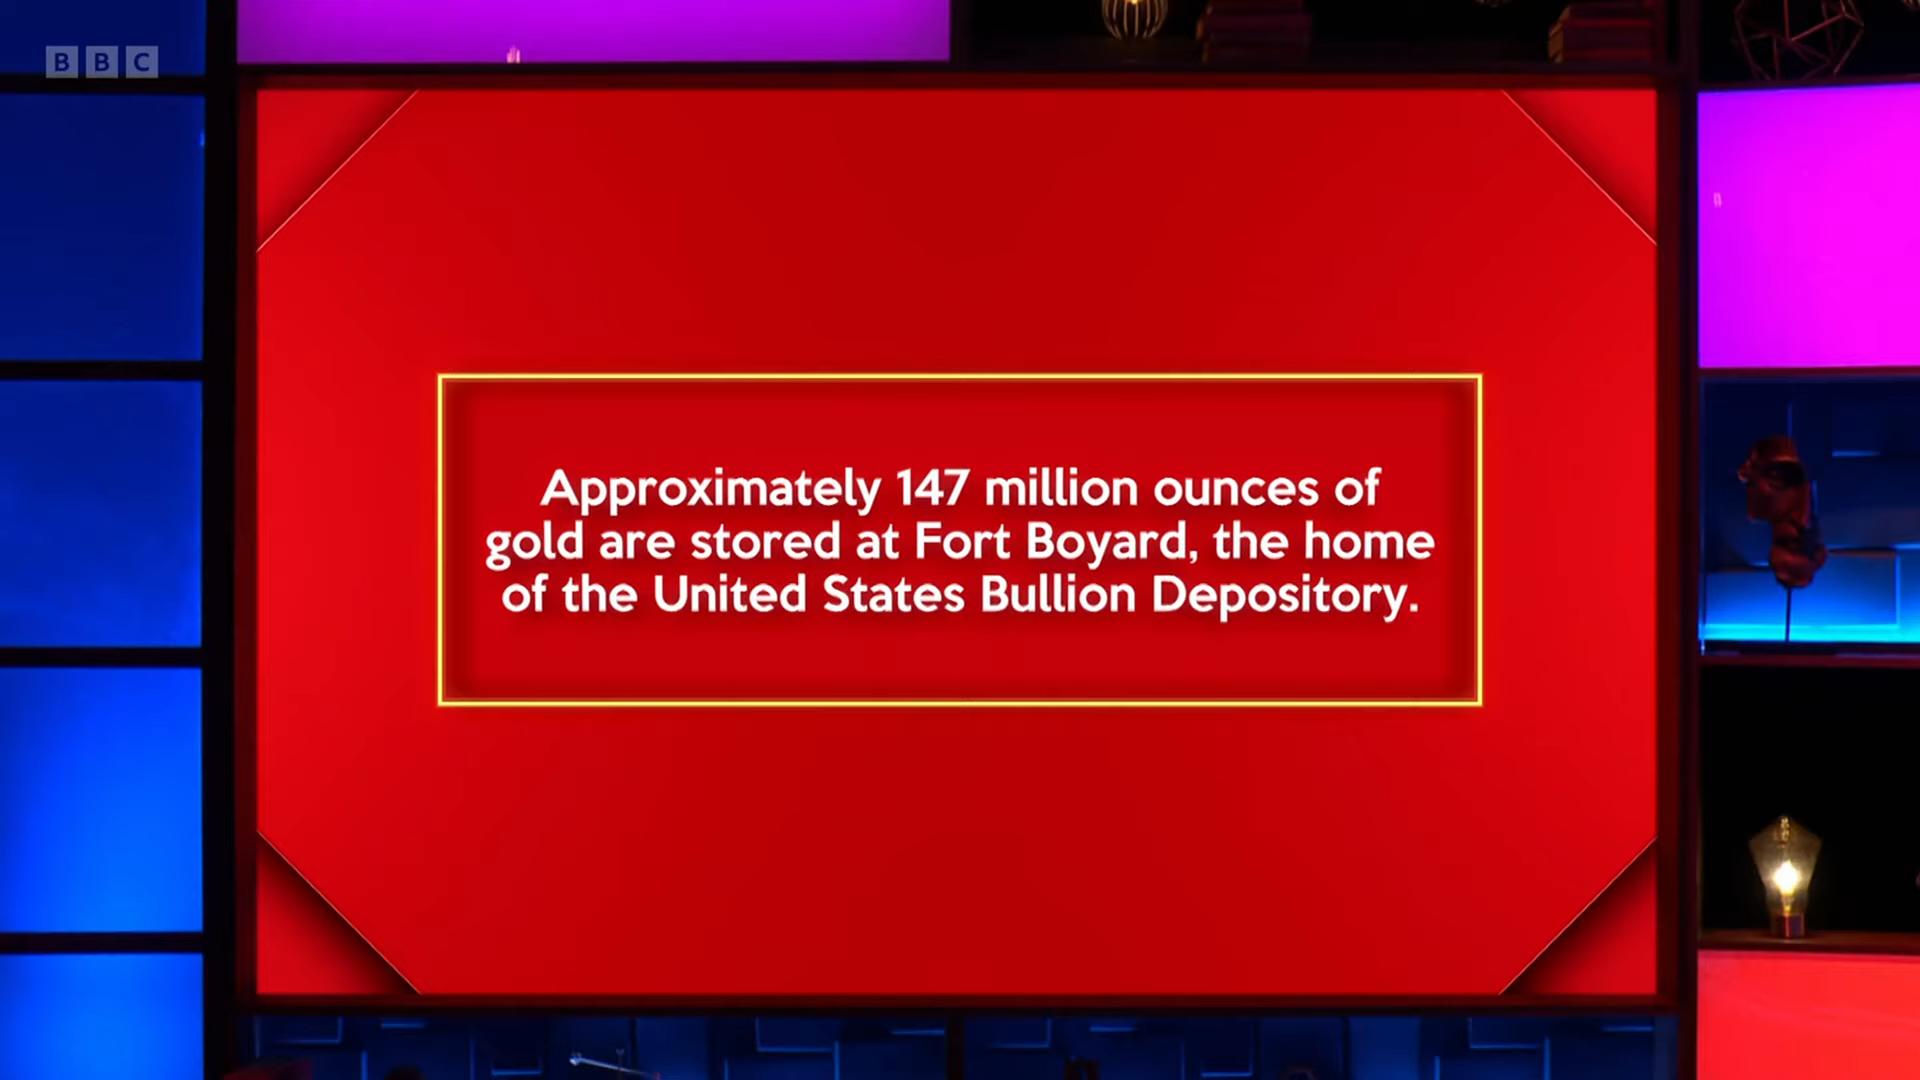 BBC
Approximately 147 million ounces of
gold are stored at Fort Boyard, the home
of the United States Bullion Depository.